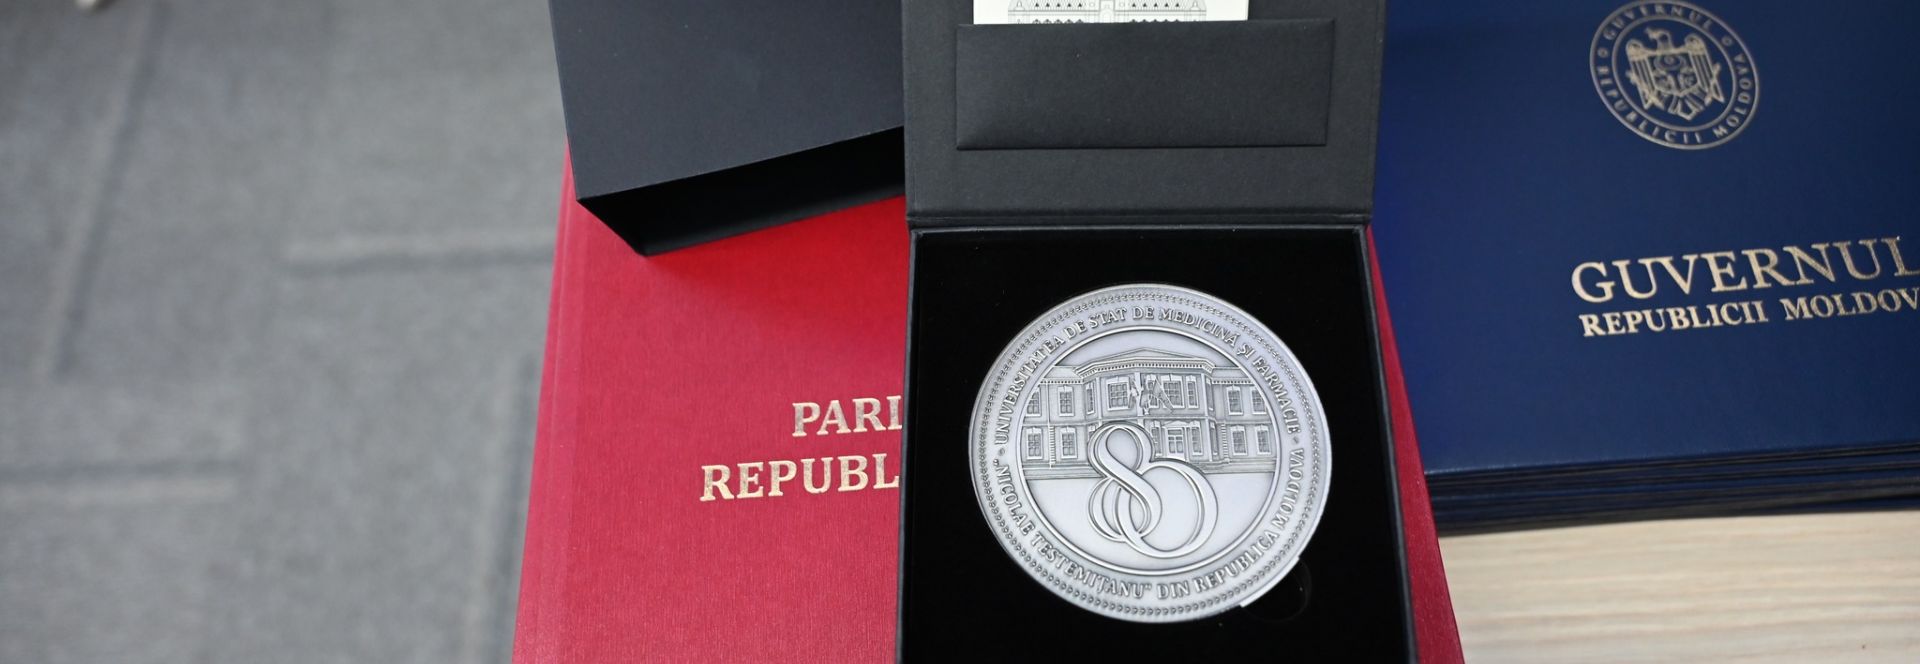 GUVERNUL
REPUBLICII MOLDOVA
GUVERNUL
REPUBLICII MOLDOV
PARL
REPUBL
UNIVERSITATEA DE STAT DE MEDICINĂ ȘI FARMACIE
"NICOLAE TESTEMIȚANU" DIN REPUBLICA MOLDOVA
80